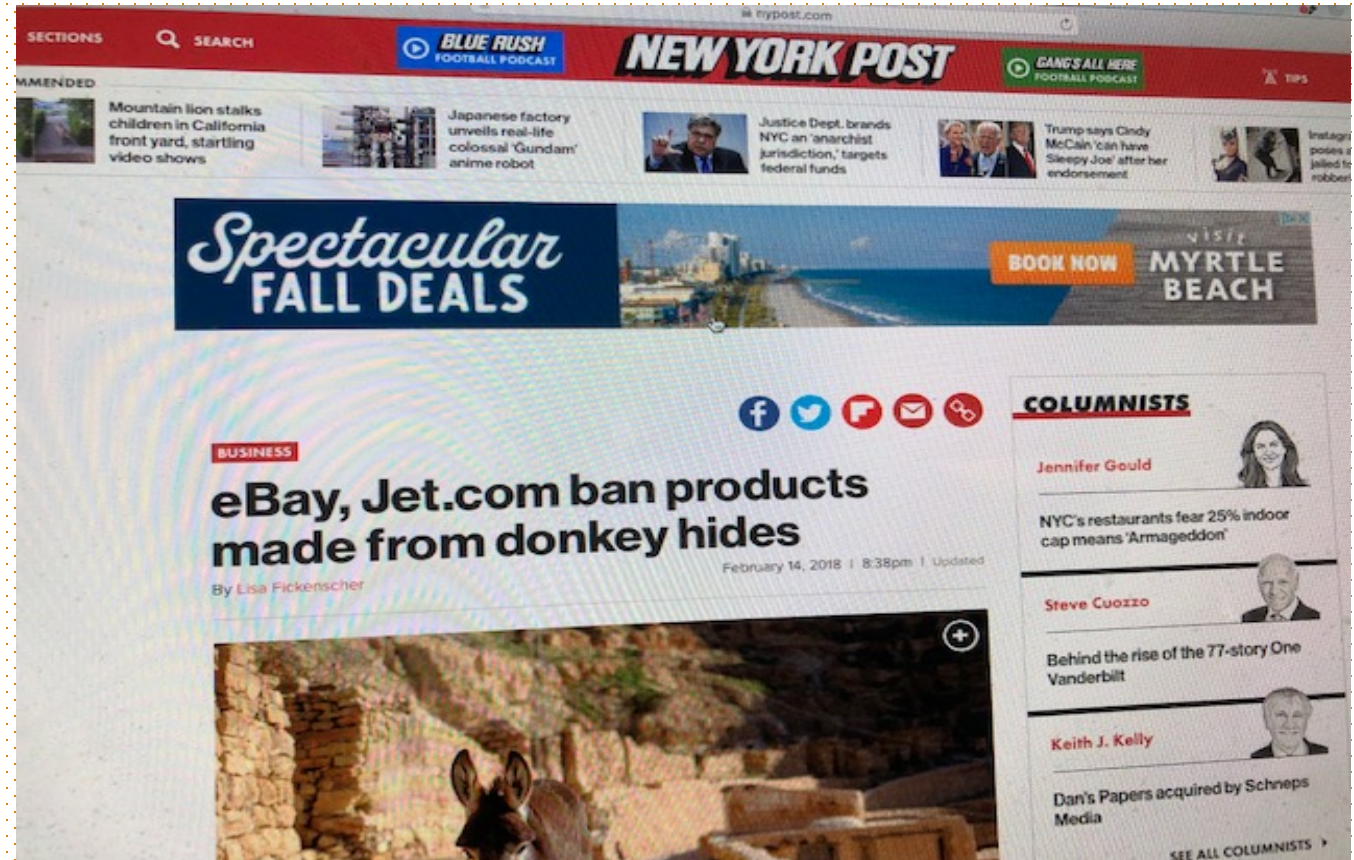 nypost.com
SECTIONS
SEARCH
BLUE RUSH
FOOTBALL PODCAST
NEW YORK POST
GANG'S ALL HERE
FOOTBALL PODCAST
TIPS
MMENDED
Mountain lion stalks
children in California
front yard, startling
video shows
Japanese factory
unveils real-life
colossal 'Gundam'
anime robot
Justice Dept. brands
NYC an 'anarchist
jurisdiction,' targets
federal funds
Trump says Cindy
McCain 'can have
Sleepy Joe' after her
endorsement
Instagr
poses a
jailed fo
robber
Spectacular
FALL DEALS
BOOK NOW
visit
MYRTLE
BEACH
BUSINESS
eBay, Jet.com ban products
made from donkey hides
By Lisa Fickenscher
February 14, 2018 | 8:38pm | Updated
COLUMNISTS
Jennifer Gould
NYC's restaurants fear 25% indoor
cap means 'Armageddon'
Steve Cuozzo
Behind the rise of the 77-story One
Vanderbilt
Keith J. Kelly
Dan's Papers acquired by Schneps
Media
SEE ALL COLUMNISTS